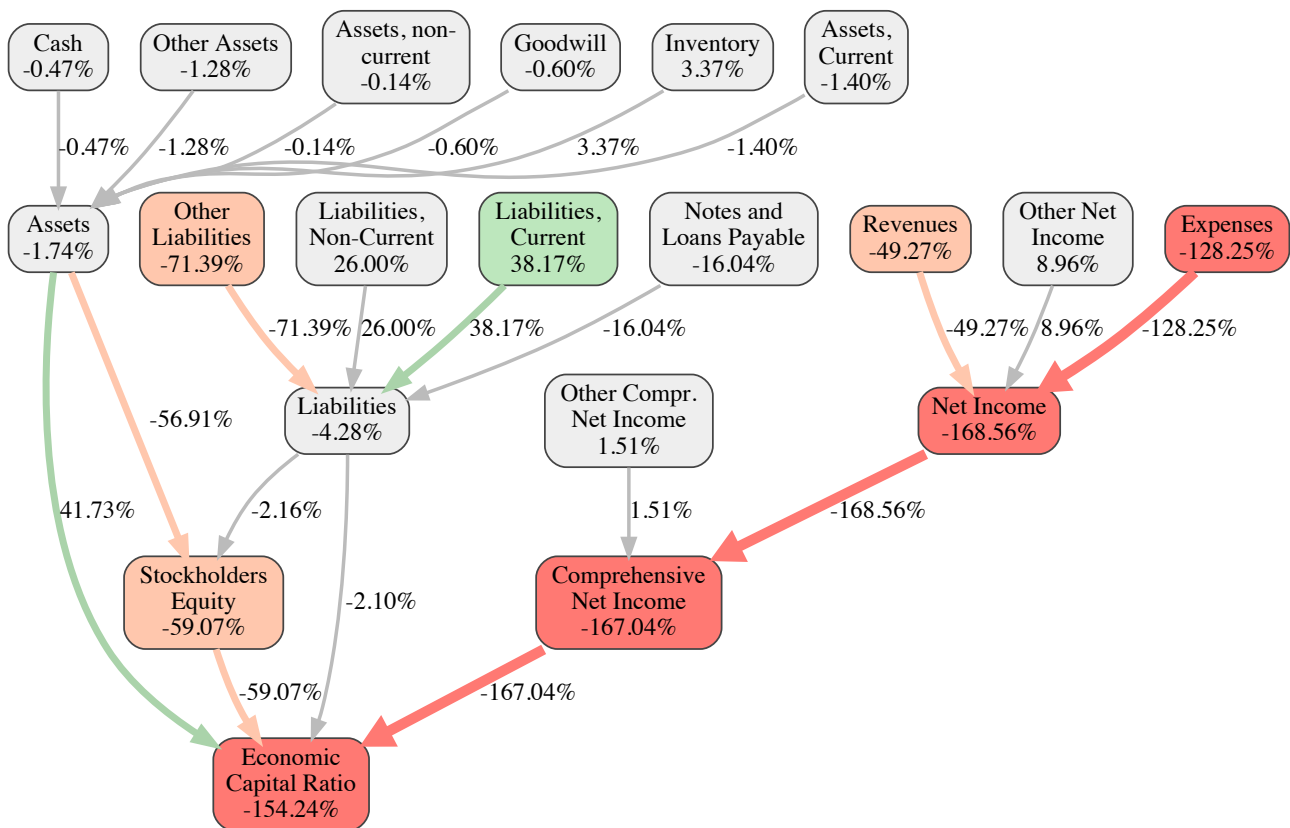 Cash
-0.47%
Other Assets
-1.28%
Assets, non-
current
-0.14%
Goodwill
-0.60%
Inventory
3.37%
Assets,
Current
-1.40%
-0.47%
-1.28%
-0.14%
-0.60%
3.37%
-1.40%
Assets
-1.74%
Other
Liabilities
-71.39%
Liabilities,
Non-Current
26.00%
Liabilities,
Current
38.17%
Notes and
Loans Payable
-16.04%
Revenues
-49.27%
Other Net
Income
8.96%
Expenses
-128.25%
-71.39%
26.00%
38.17%
-16.04%
-49.27%
8.96%
-128.25%
Liabilities
-4.28%
Other Compr.
Net Income
1.51%
Net Income
-168.56%
-56.91%
41.73%
-2.16%
1.51%
-168.56%
Stockholders
Equity
-59.07%
-2.10%
Comprehensive
Net Income
-167.04%
-59.07%
-167.04%
Economic
Capital Ratio
-154.24%